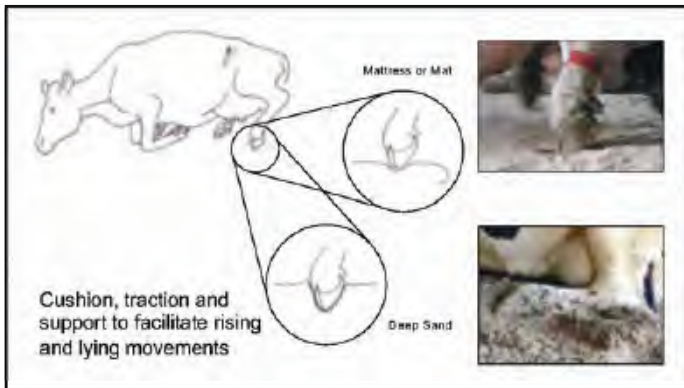 Mattress or Mat
Cushion, traction and
support to facilitate rising
and lying movements
Deep Sand